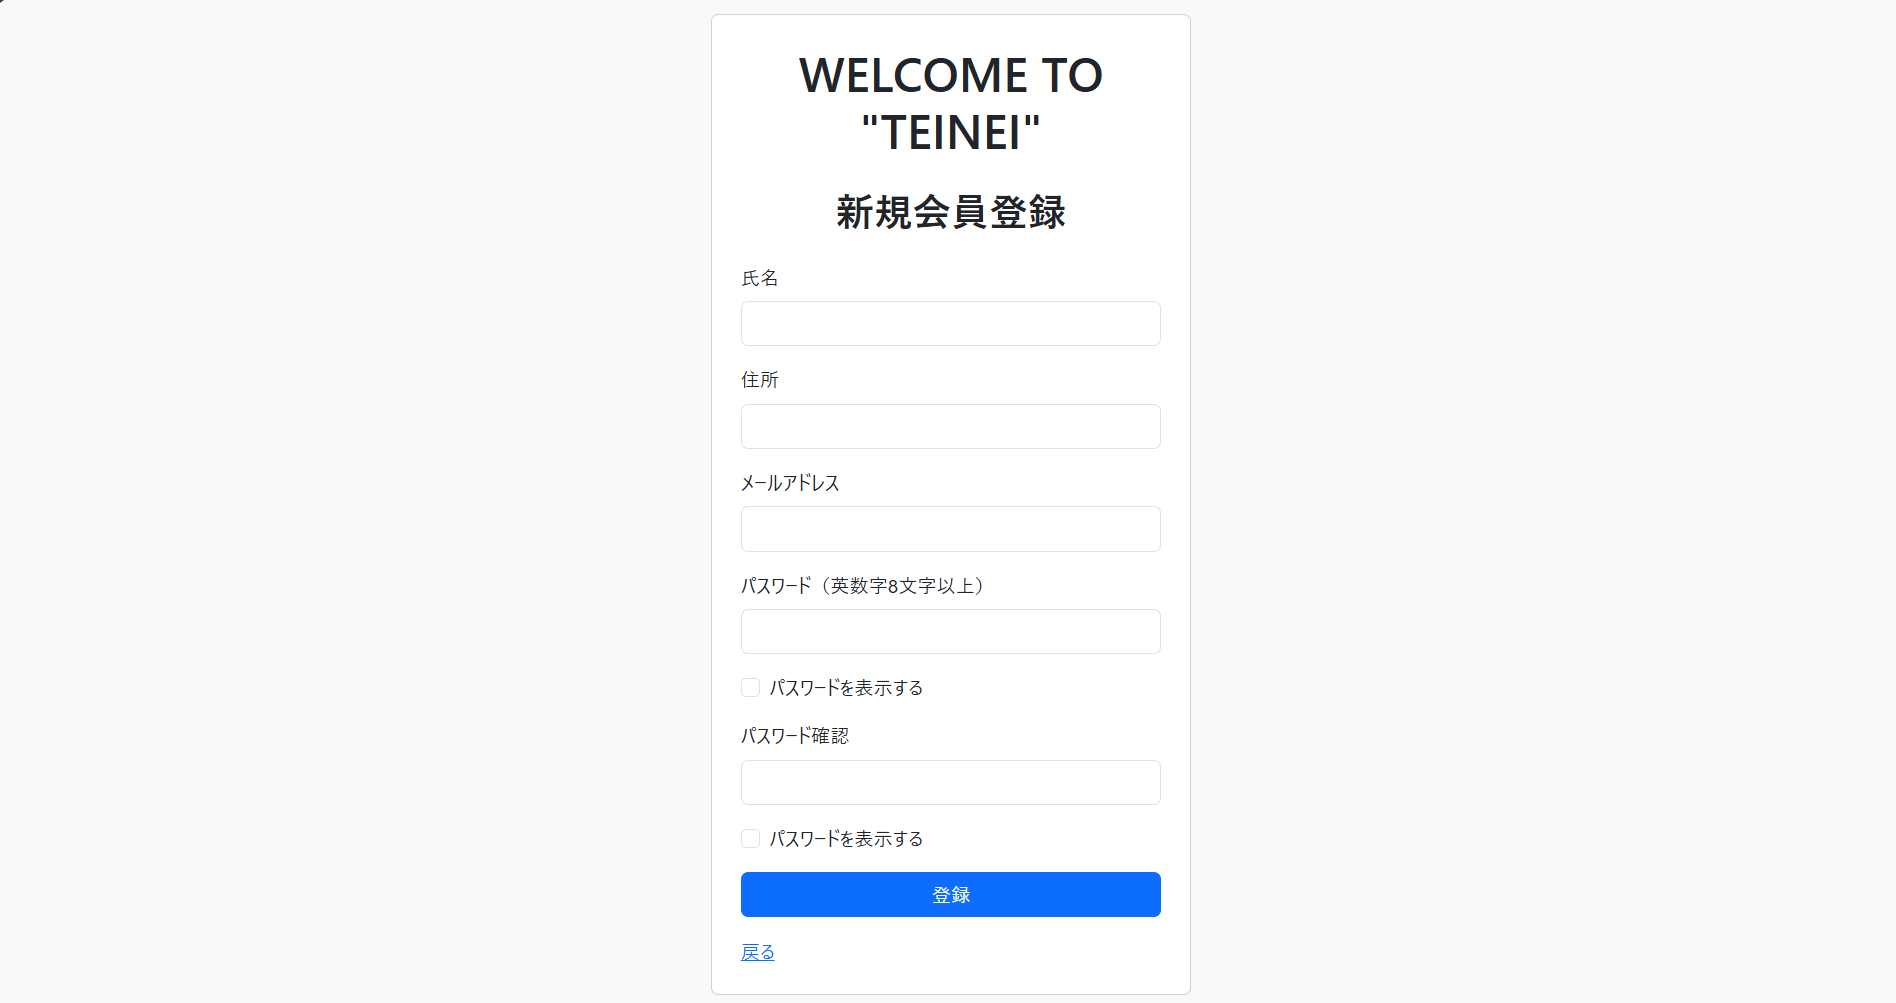 WELCOME TO
"TEINEI"
新規会員登録
氏名
住所
メールアドレス
パスワード（英数字8文字以上）
パスワードを表示する
パスワード確認
パスワードを表示する
登録
戻る